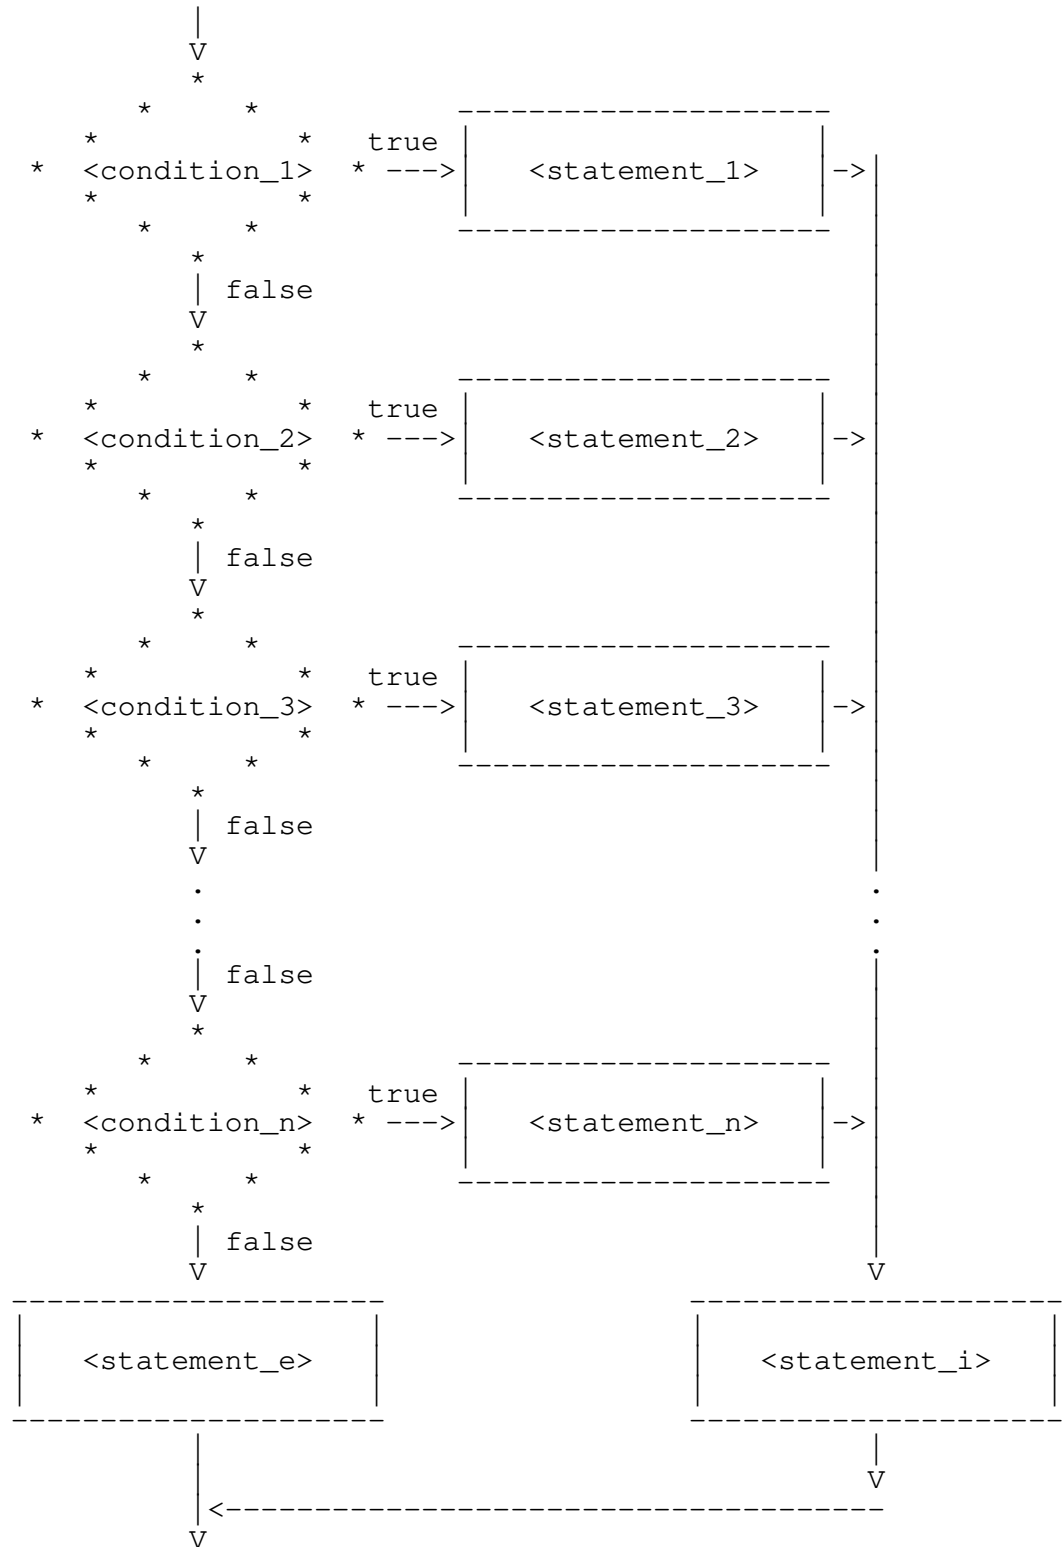 true
<condition_1> <statement_1>
false
true
<condition_2> <statement_2>
false
true
<condition_3> <statement_3>
false
false
true
<condition_n> <statement_n>
false
<statement_e> <statement_i>